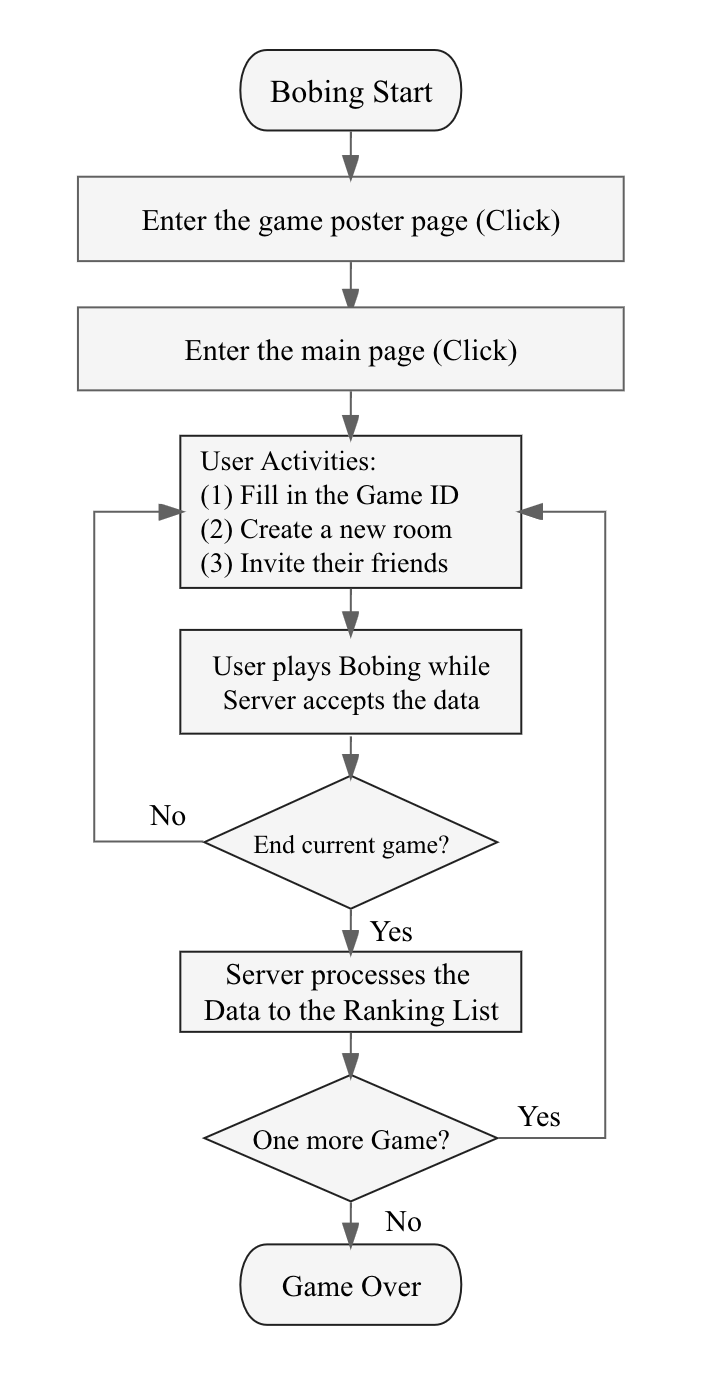 Bobing Start
Enter the game poster page (Click)
Enter the main page (Click)
User Activities:
(1) Fill in the Game ID
(2) Create a new room
(3) Invite their friends
User plays Bobing while
Server accepts the data
No
End current game?
Yes
Server processes the
Data to the Ranking List
Yes
One more Game?
No
Game Over